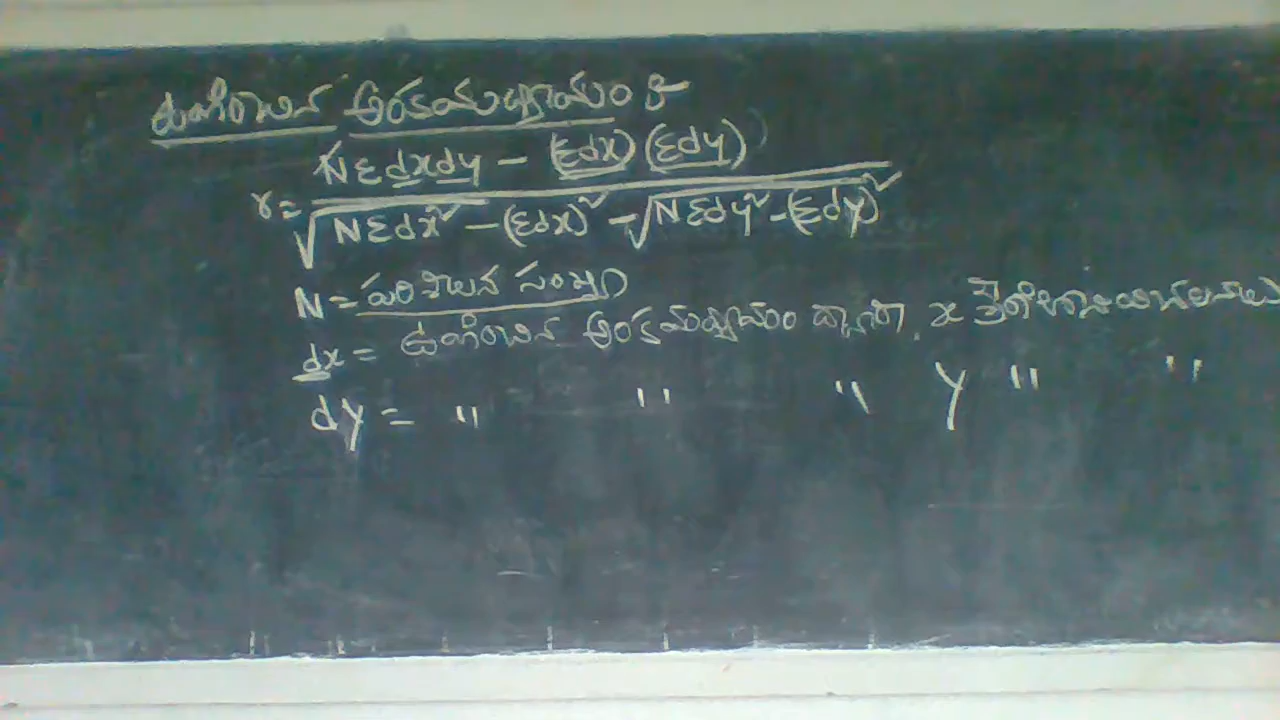 ఊహించిన అంకమధ్యమం :-
NΣdxdy - (Σdx) (Σdy)
r = √NΣdx² - (Σdx)² - √NΣdy² - (Σdy)²
N = పరిశీలన సంఖ్య
dx = ఊహించిన అంకమధ్యమం ద్వారా, x శ్రేణి
dy = " " " y " "